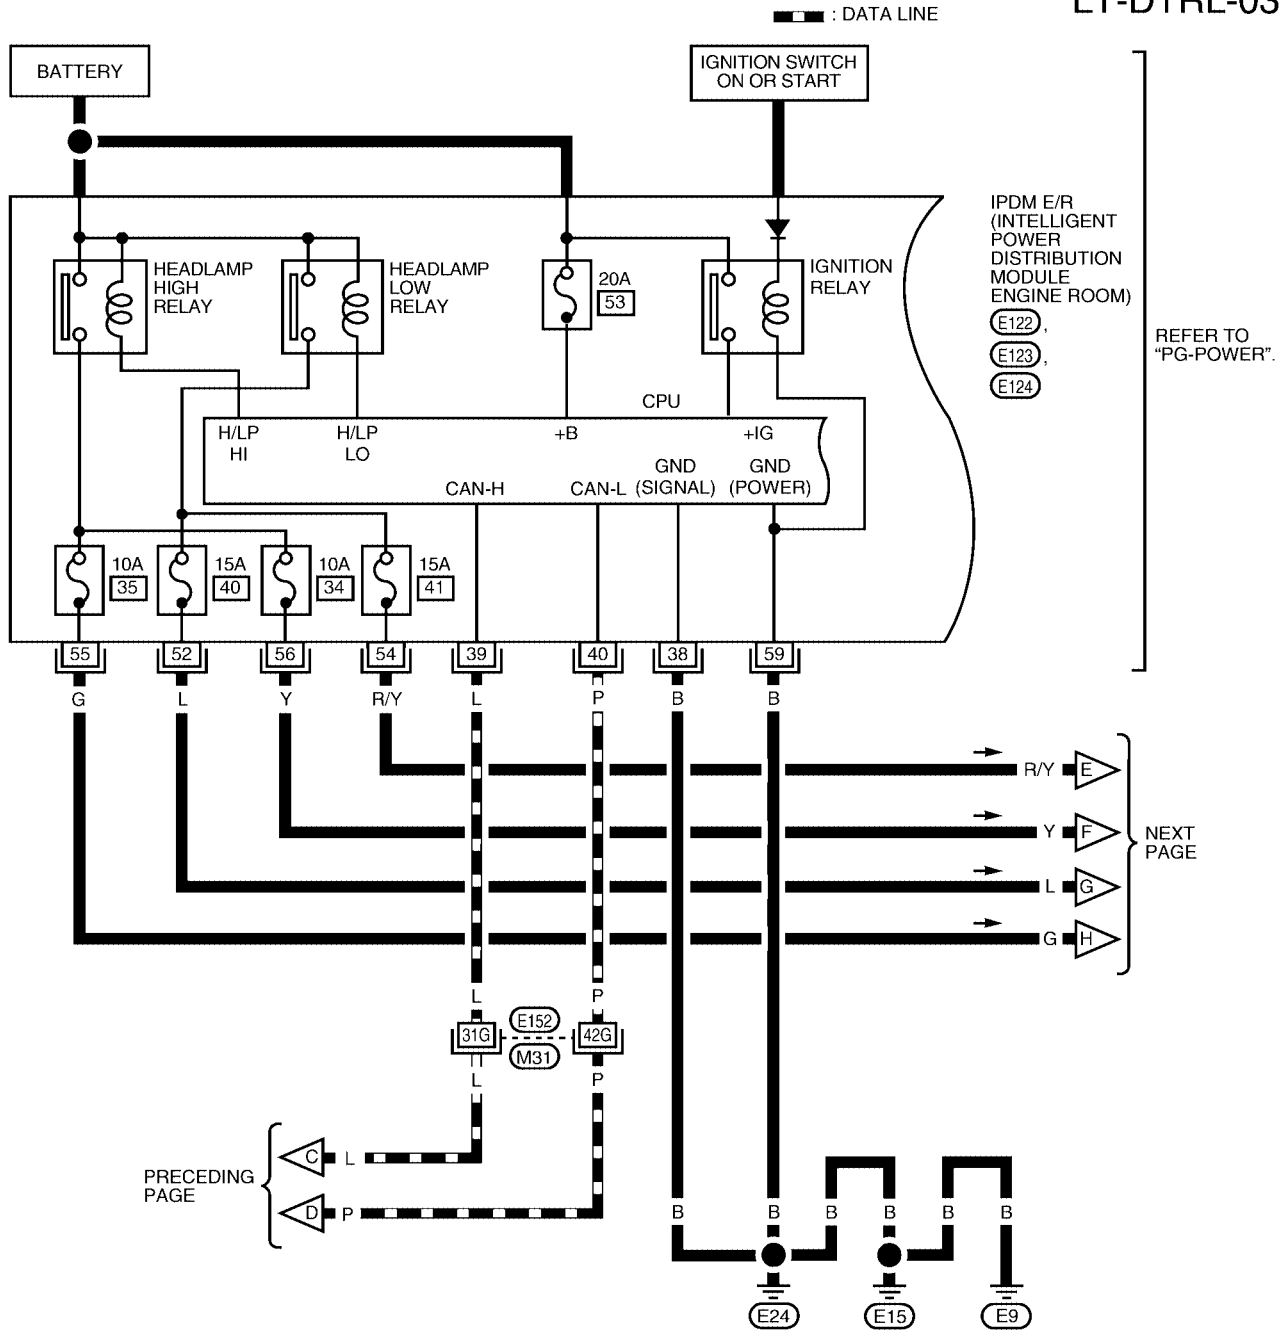 : DATA LINE
BATTERY
IGNITION SWITCH
ON OR START
IPDM E/R
(INTELLIGENT
POWER
DISTRIBUTION
MODULE
ENGINE ROOM)
E122 ,
E123 ,
E124
REFER TO
“PG-POWER”.
HEADLAMP
HIGH
RELAY
HEADLAMP
LOW
RELAY
20A
53
IGNITION
RELAY
CPU
H/LP
HI
H/LP
LO
+B
+IG
CAN-H
CAN-L
GND
(SIGNAL)
GND
(POWER)
10A
35
15A
40
10A
34
15A
41
55 52 56 54 39 40 38 59
G L Y R/Y L P B B
R/Y E
Y F
L G
G H
NEXT
PAGE
L P
31G E152 42G
M31
L P
PRECEDING
PAGE
C L
D P
B B B B B B
E24 E15 E9